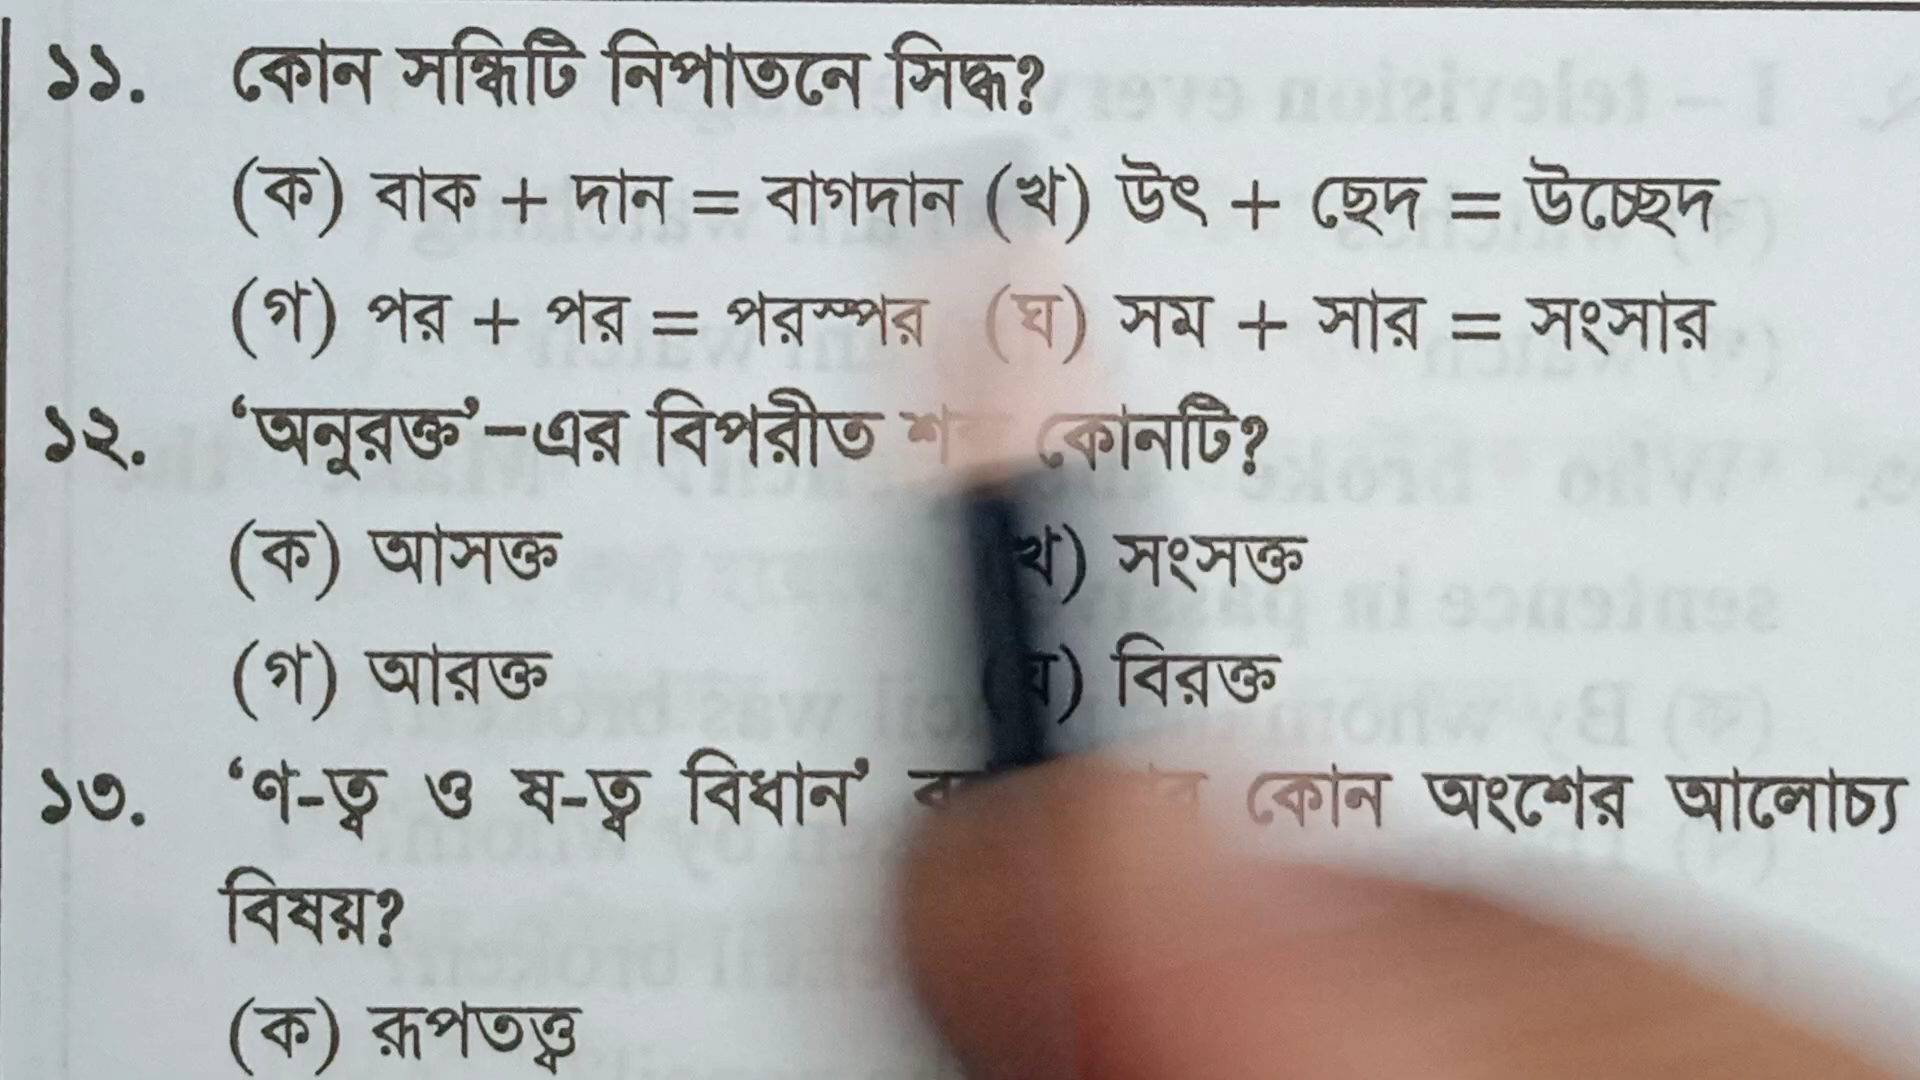 ১১. কোন সন্ধিটি নিপাতনে সিদ্ধ?
(ক) বাক + দান = বাগদান (খ) উৎ + ছেদ = উচ্ছেদ
(গ) পর + পর = পরস্পর (ঘ) সম + সার = সংসার
১২. ‘অনুরক্ত’-এর বিপরীত কোনটি?
(ক) আসক্ত খ) সংসক্ত
(গ) আরক্ত (ঘ) বিরক্ত
১৩. ‘ণ-ত্ব ও ষ-ত্ব বিধান’ কোন অংশের আলোচ্য
বিষয়?
(ক) রূপতত্ত্ব